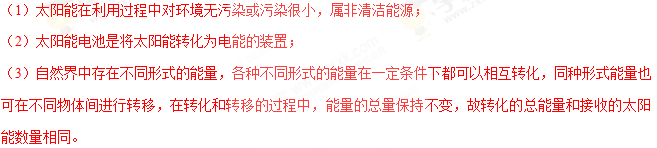 （1）太阳能在利用过程中对环境无污染或污染很小，属非清洁能源；
（2）太阳能电池是将太阳能转化为电能的装置；
（3）自然界中存在不同形式的能量，各种不同形式的能量在一定条件下都可以相互转化，同种形式能量也
可在不同物体间进行转移，在转化和转移的过程中，能量的总量保持不变，故转化的总能量和接收的太阳
能数量相同。